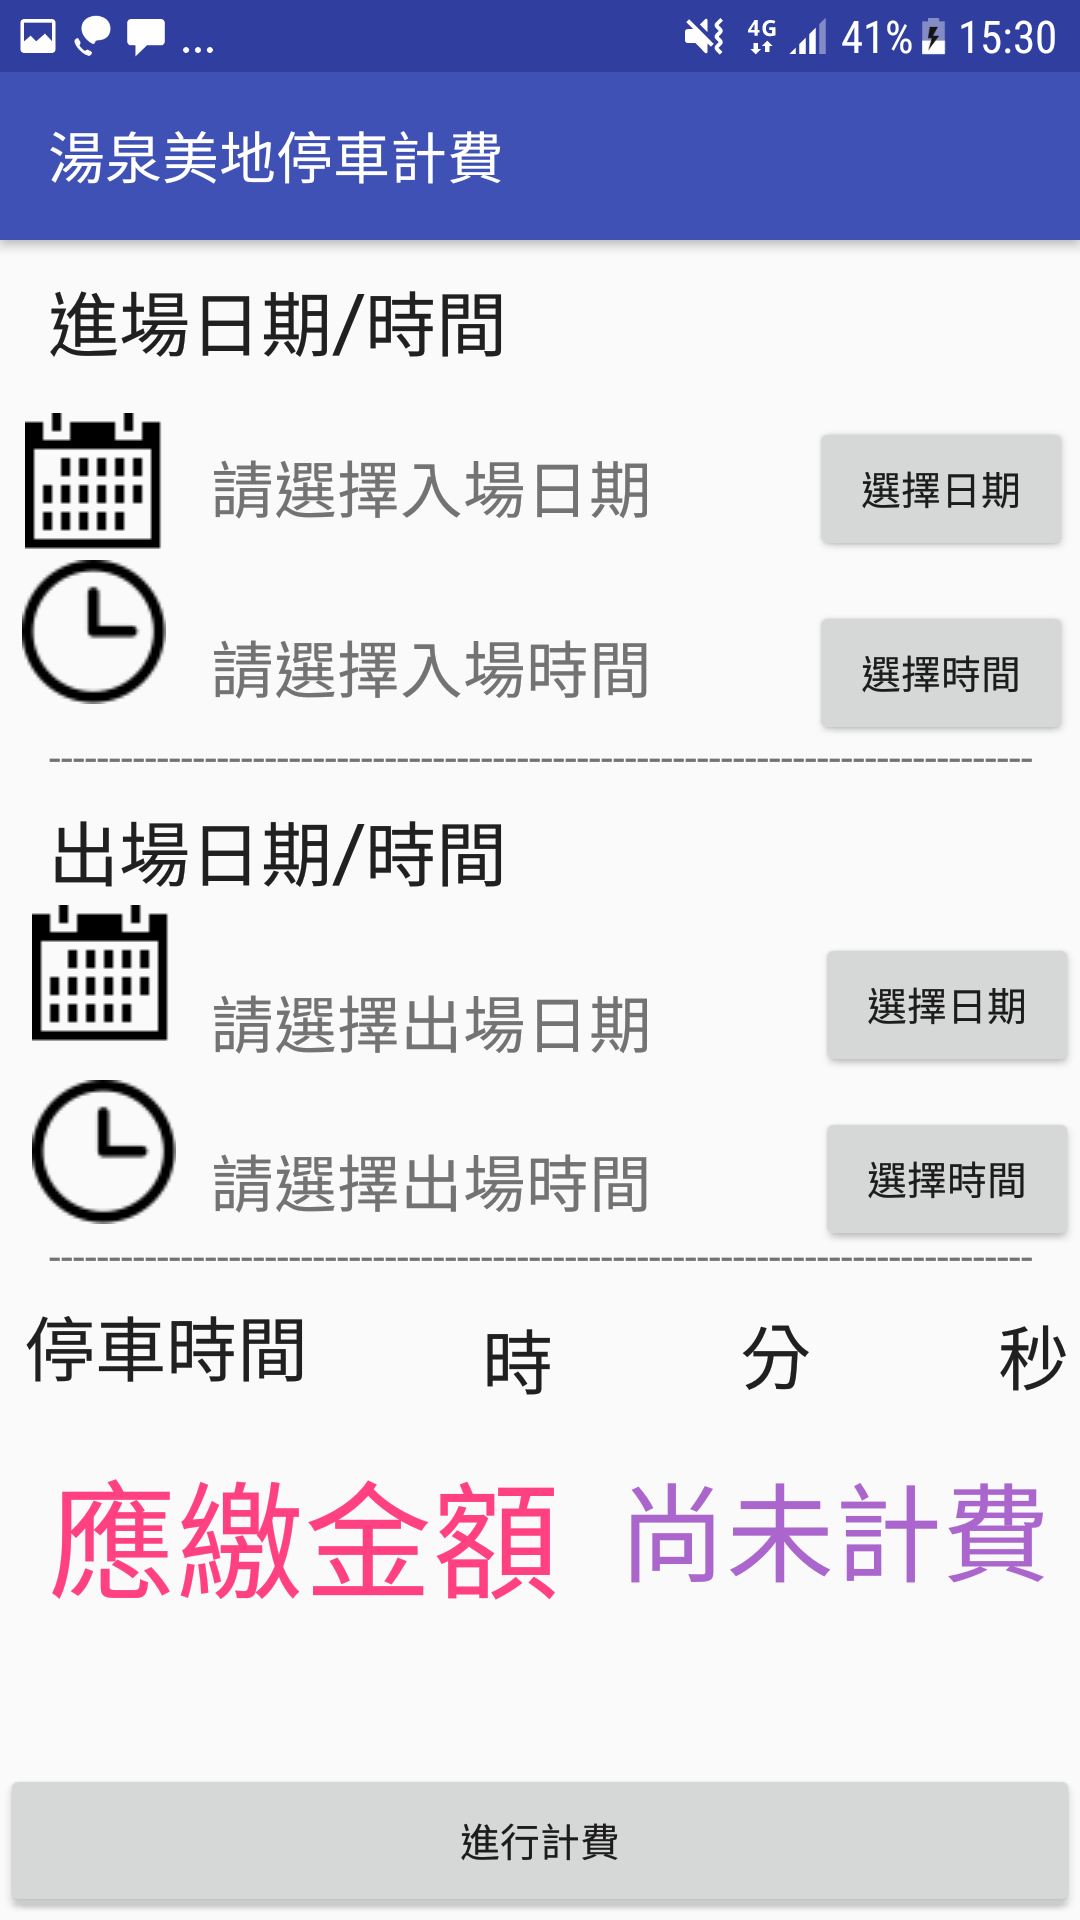 ... 4G 41% 15:30
湯泉美地停車計費
進場日期/時間
請選擇入場日期 選擇日期
請選擇入場時間 選擇時間
--------------------------------------------------------------------------------
出場日期/時間
請選擇出場日期 選擇日期
請選擇出場時間 選擇時間
--------------------------------------------------------------------------------
停車時間 時 分 秒
應繳金額 尚未計費
進行計費